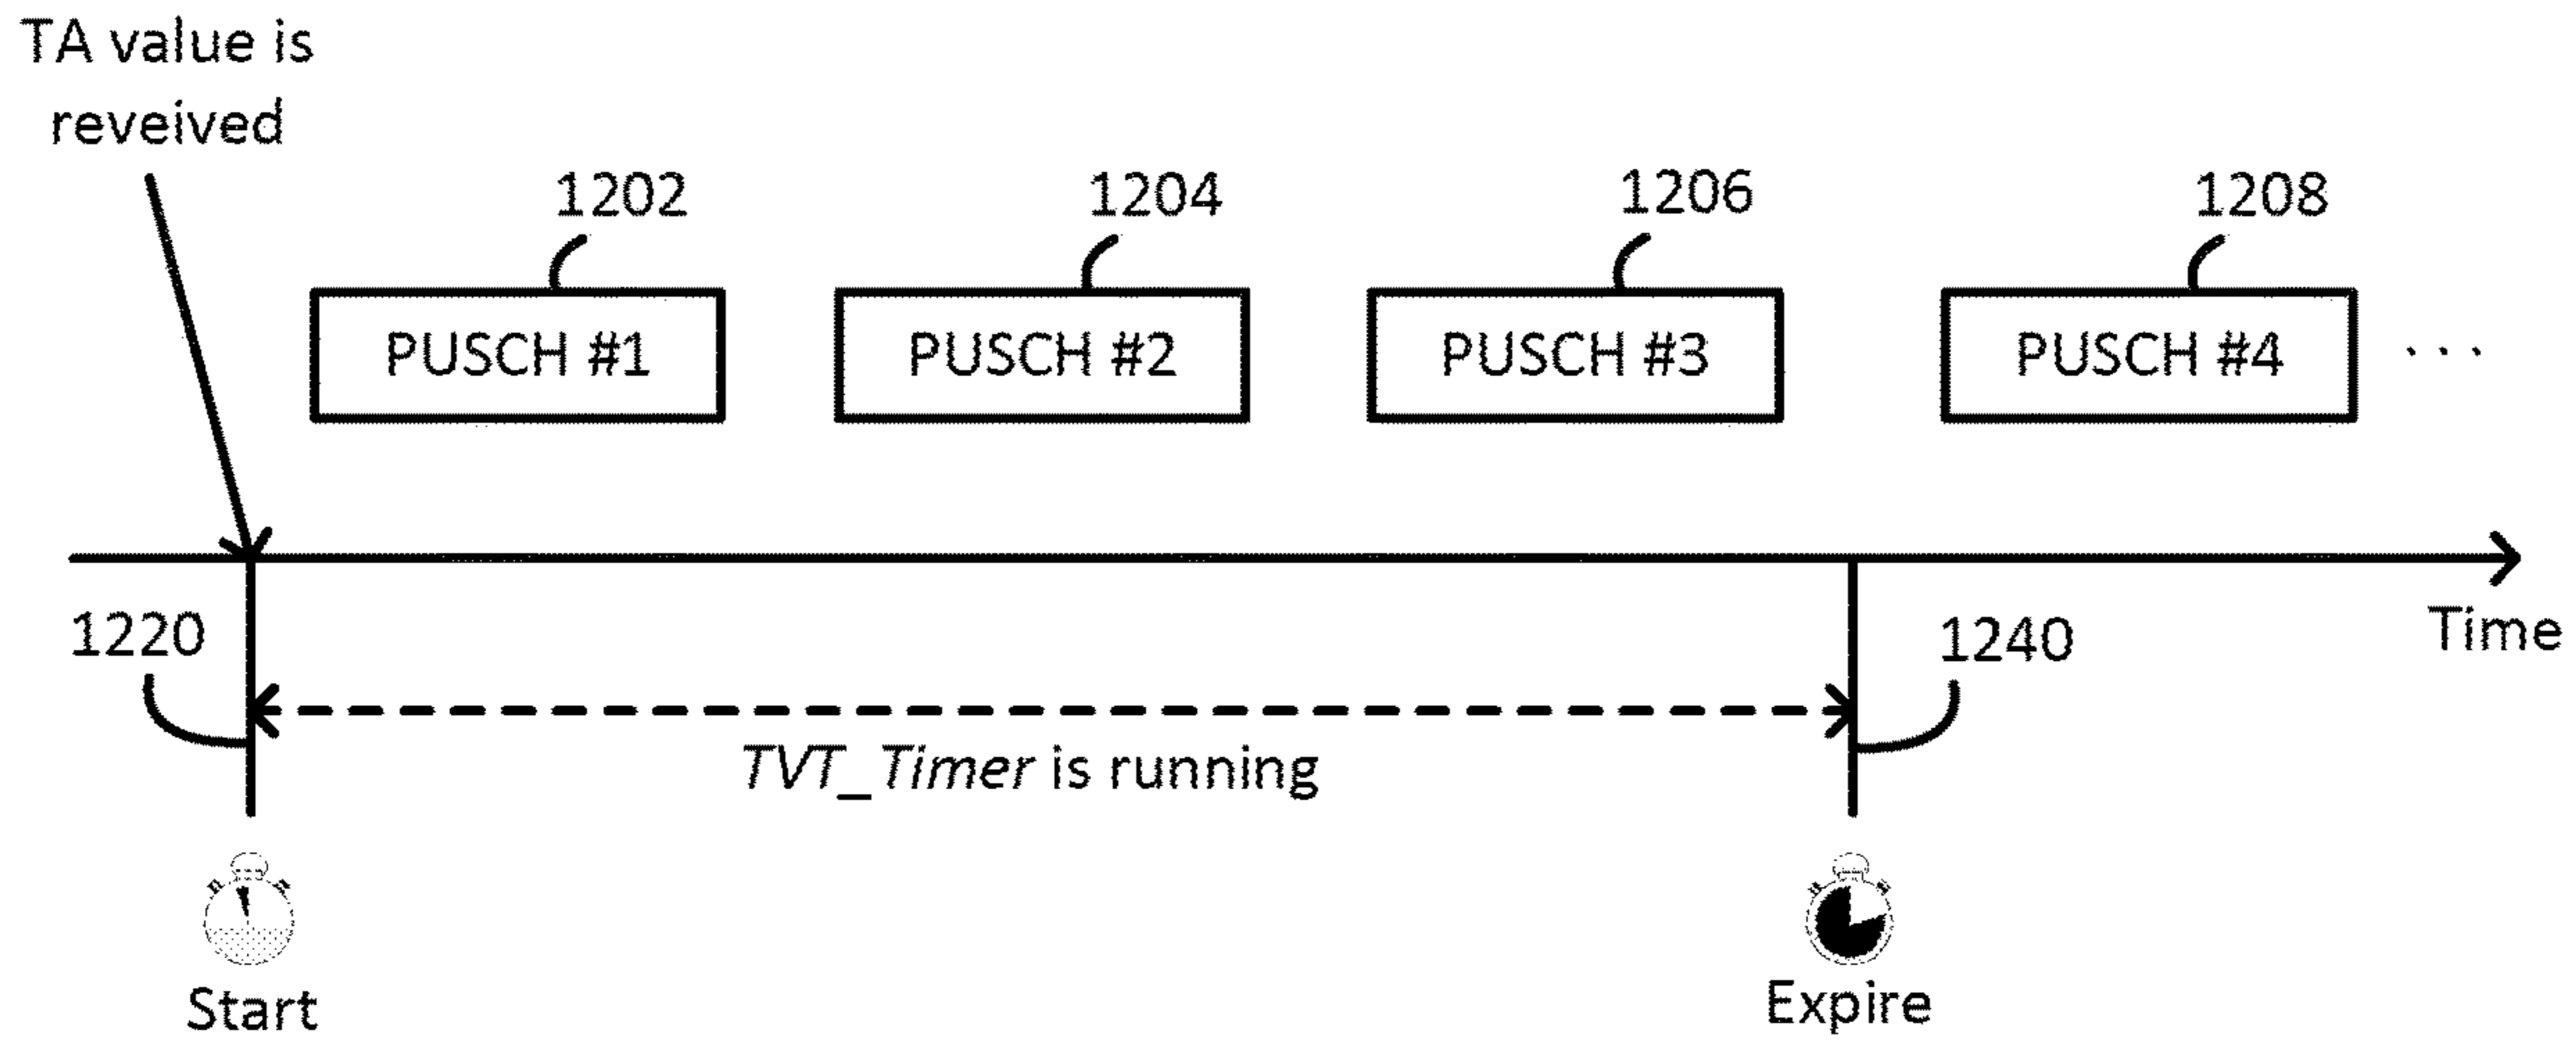 TA value is
reveived
1202
1204
1206
1208
PUSCH #1
PUSCH #2
PUSCH #3
PUSCH #4
. . .
1220
1240
Time
TVT_Timer is running
Start
Expire